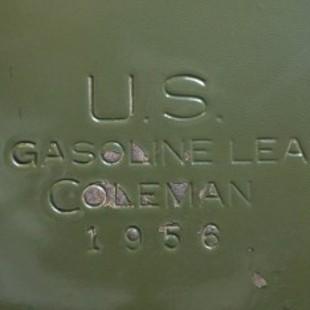 U.S.
GASOLINE LEA
COLEMAN
1956